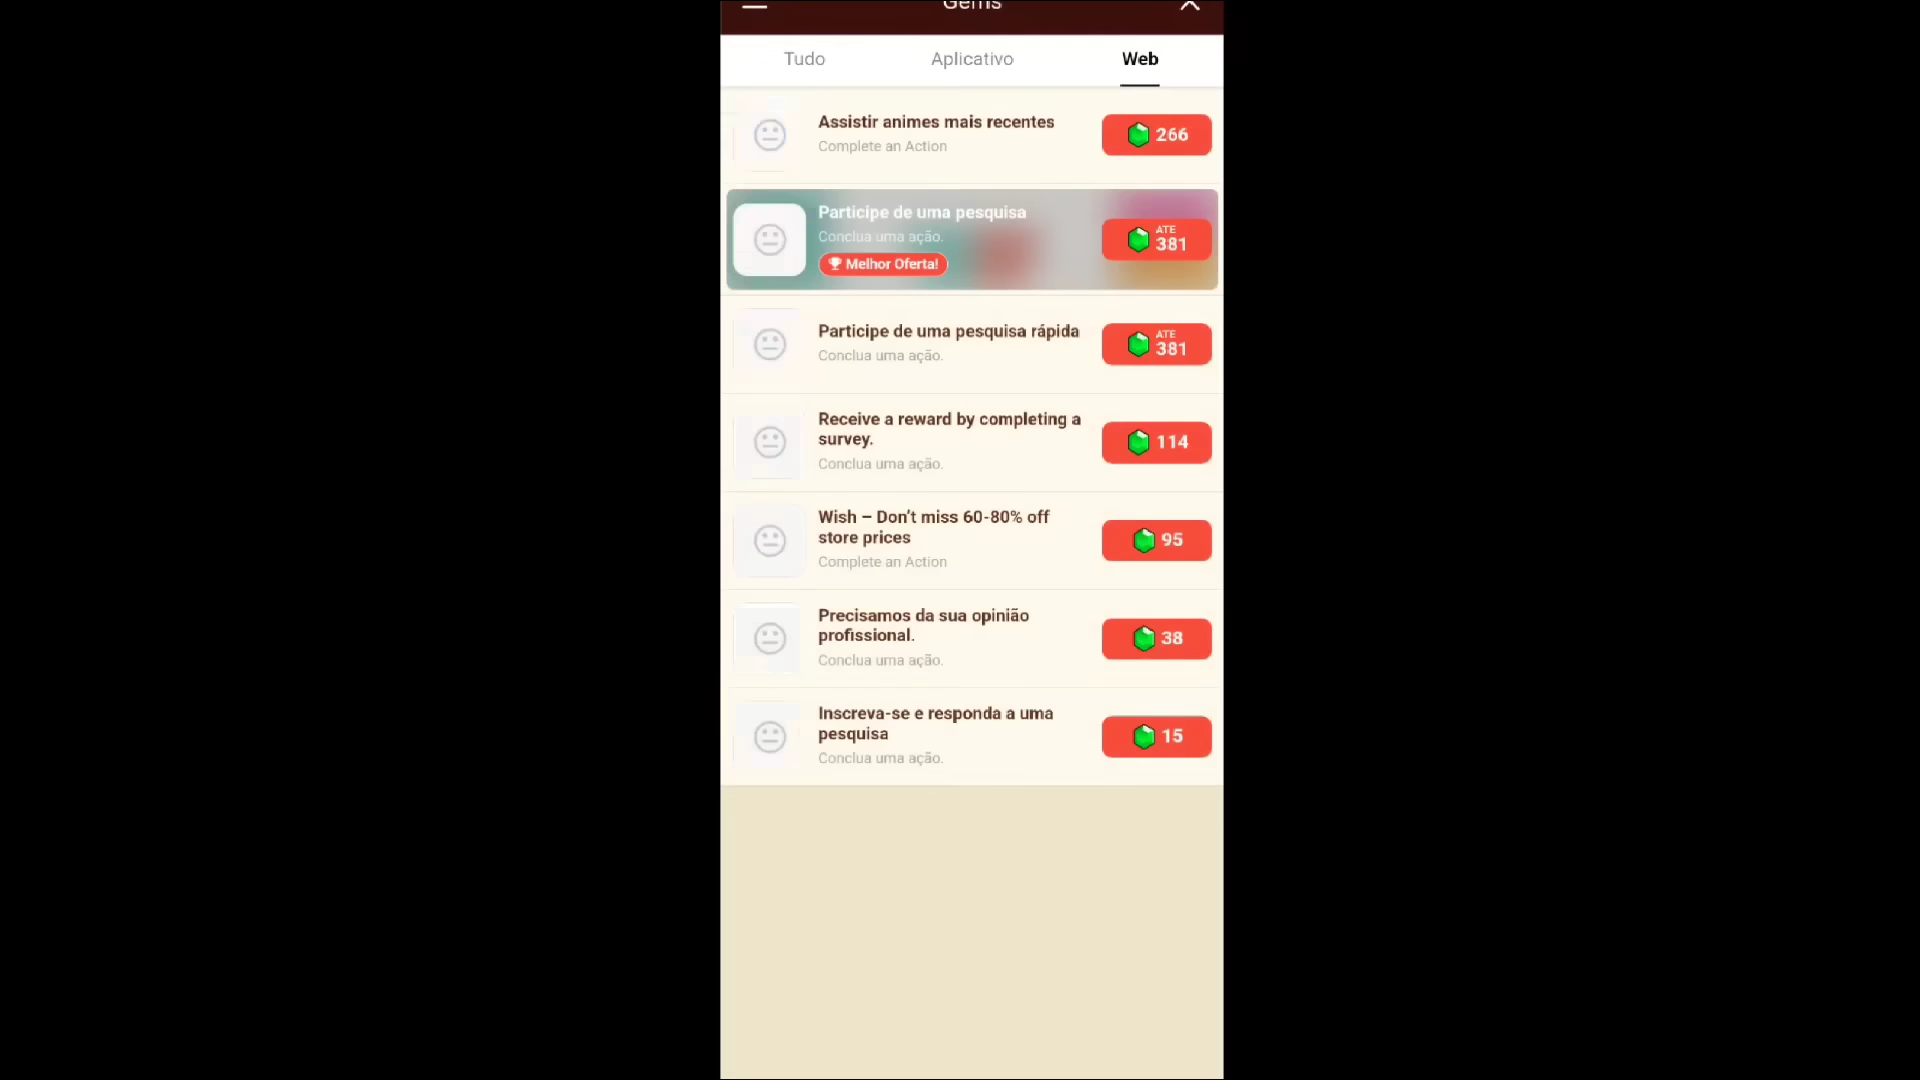 Gems
Tudo
Aplicativo
Web
Assistir animes mais recentes
Complete an Action
266
Participe de uma pesquisa
Conclua uma ação.
Melhor Oferta!
ATE
381
Participe de uma pesquisa rápida
Conclua uma ação.
ATE
381
Receive a reward by completing a
survey.
Conclua uma ação.
114
Wish – Don't miss 60-80% off
store prices
Complete an Action
95
Precisamos da sua opinião
profissional.
Conclua uma ação.
38
Inscreva-se e responda a uma
pesquisa
Conclua uma ação.
15